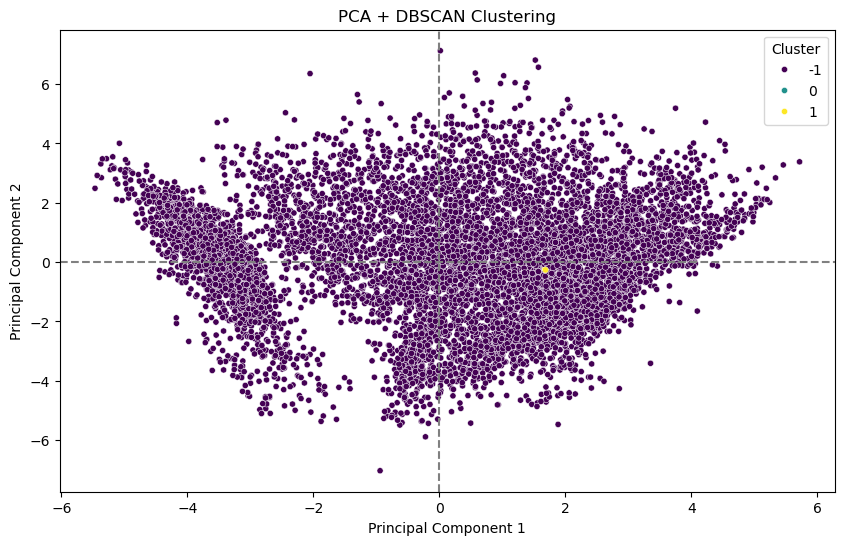 PCA + DBSCAN Clustering
Cluster
-1
0
1
6
4
2
0
−2
−4
−6
Principal Component 2
−6 −4 −2 0 2 4 6
Principal Component 1